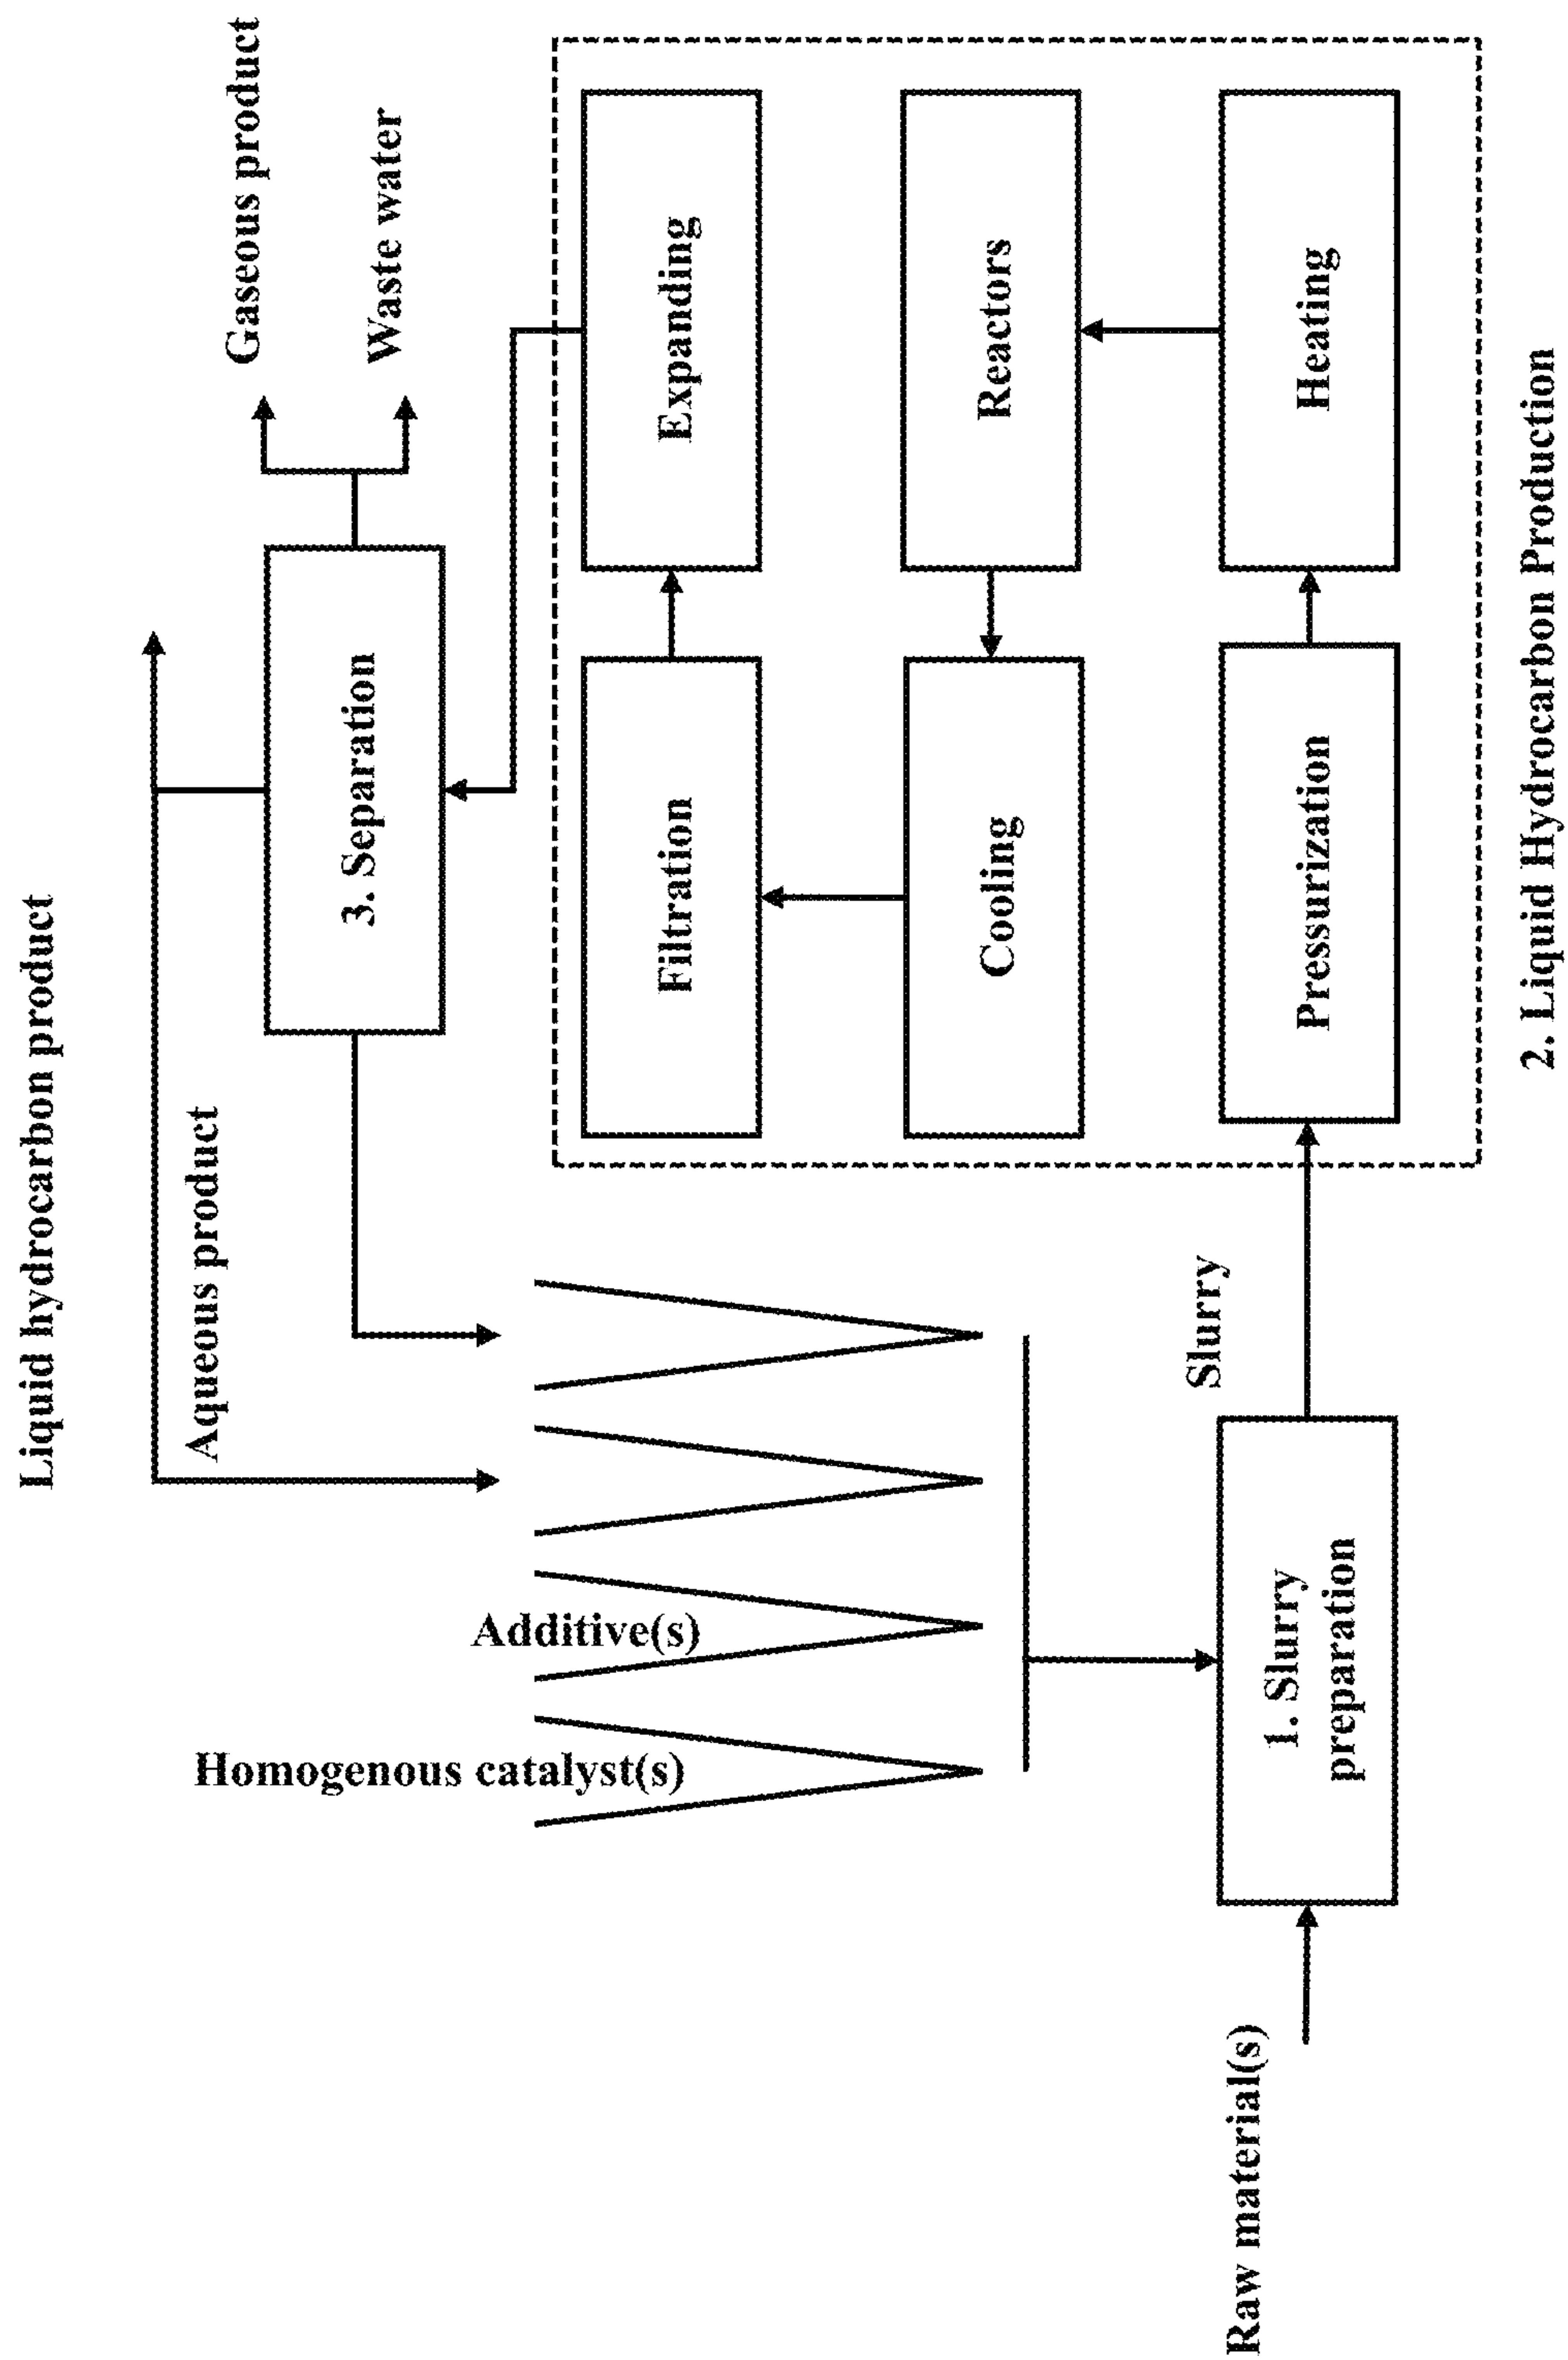 Liquid hydrocarbon product
Aqueous product
Gaseous product
Waste water
3. Separation
Homogenous catalyst(s)
Additive(s)
Filtration
Expanding
Cooling
Reactors
Raw material(s)
1. Slurry
preparation
Slurry
Pressurization
Heating
2. Liquid Hydrocarbon Production